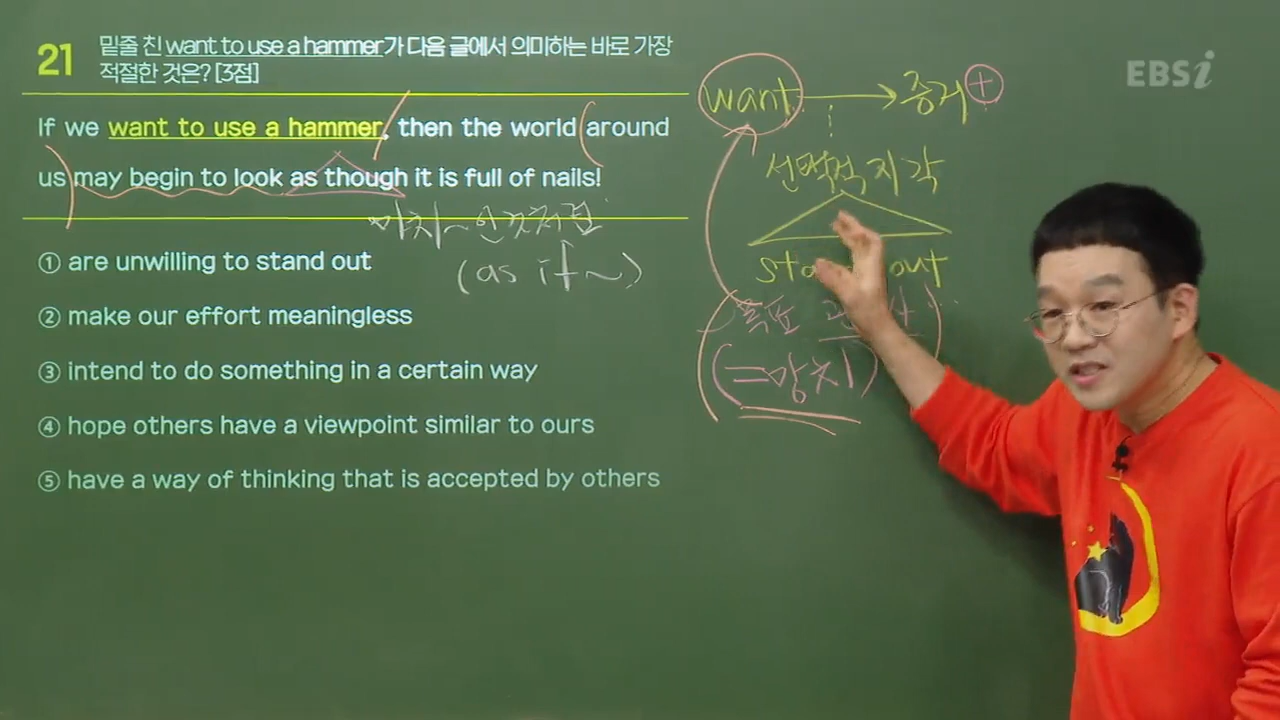 21
밑줄 친 want to use a hammer가 다음 글에서 의미하는 바로 가장
적절한 것은? [3점]
If we want to use a hammer, then the world around
us may begin to look as though it is full of nails!
마치~인것처럼
(as if ~)
① are unwilling to stand out
② make our effort meaningless
③ intend to do something in a certain way
④ hope others have a viewpoint similar to ours
⑤ have a way of thinking that is accepted by others
want → 증거 +
선택적 지각
out
(=망치)
EBSi